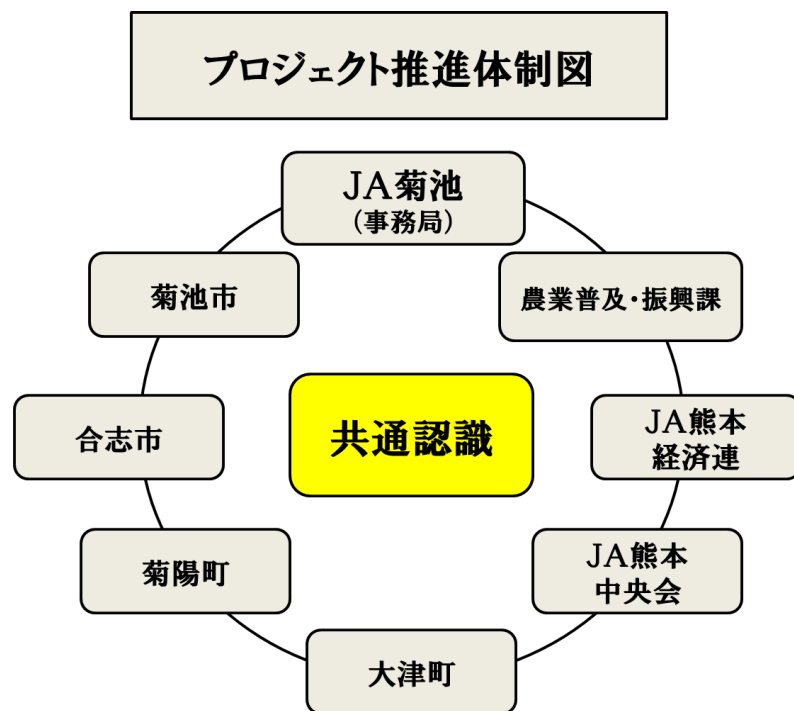 プロジェクト推進体制図
JA菊池
(事務局)
菊池市
農業普及・振興課
合志市
共通認識
JA熊本
経済連
菊陽町
JA熊本
中央会
大津町